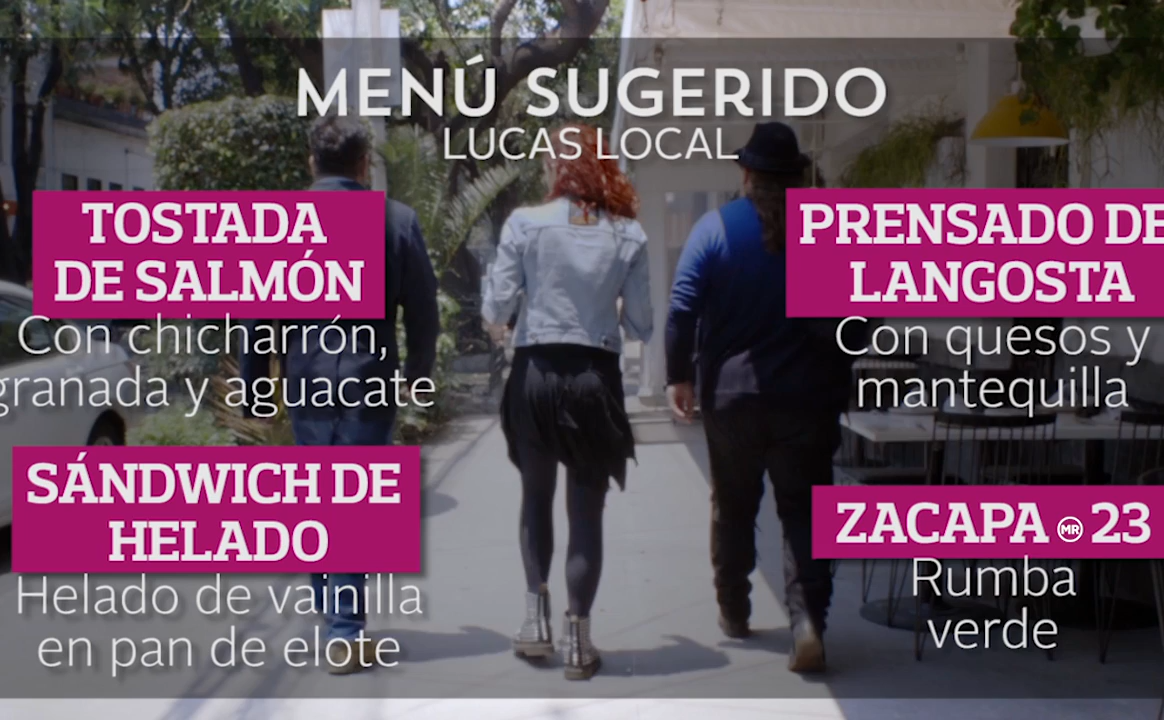 MENÚ SUGERIDO
LUCAS LOCAL
TOSTADA
DE SALMÓN
Con chicharrón,
granada y aguacate
PRENSADO DE
LANGOSTA
Con quesos y
mantequilla
SÁNDWICH DE
HELADO
Helado de vainilla
en pan de elote
ZACAPA MR 23
Rumba
verde